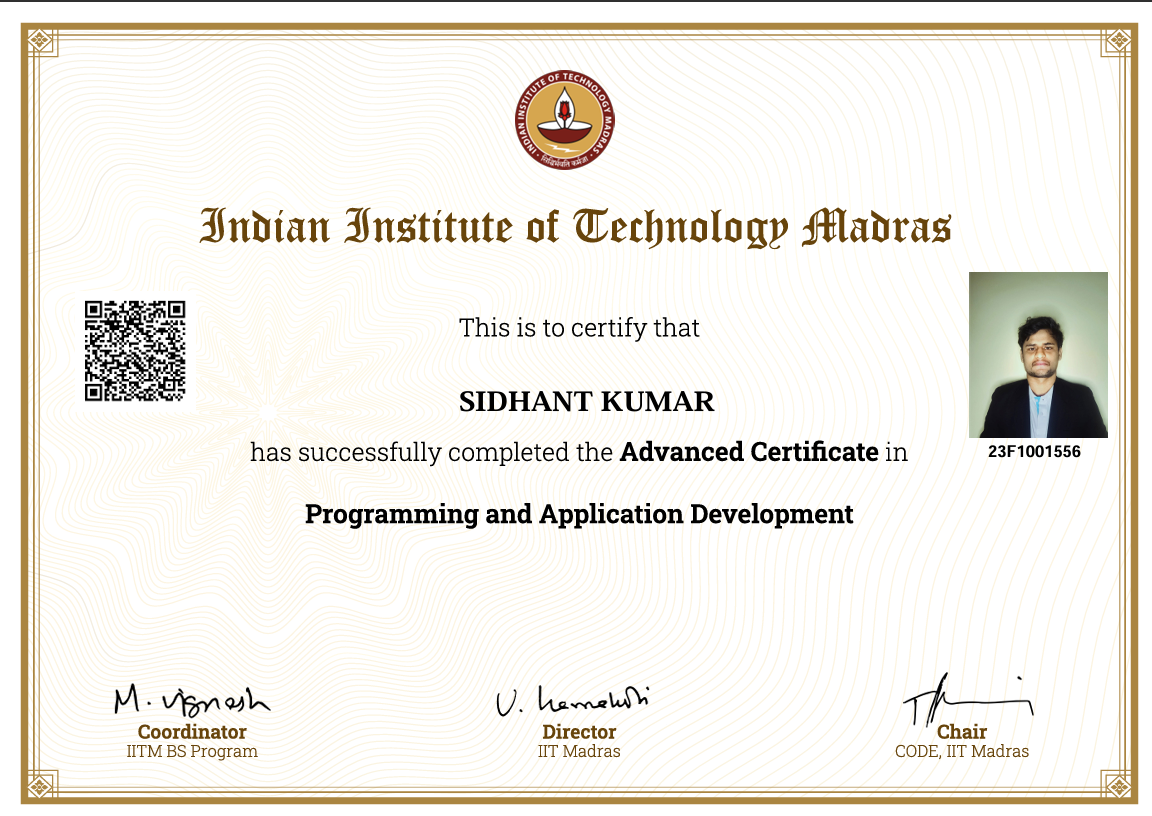 INDIAN INSTITUTE OF TECHNOLOGY MADRAS
सिद्धिर्भवति कर्मजा
Indian Institute of Technology Madras
This is to certify that
SIDHANT KUMAR
has successfully completed the Advanced Certificate in
Programming and Application Development
23F1001556
M. Vignesh
Coordinator
IITM BS Program
V. Kamakoti
Director
IIT Madras
Chair
CODE, IIT Madras